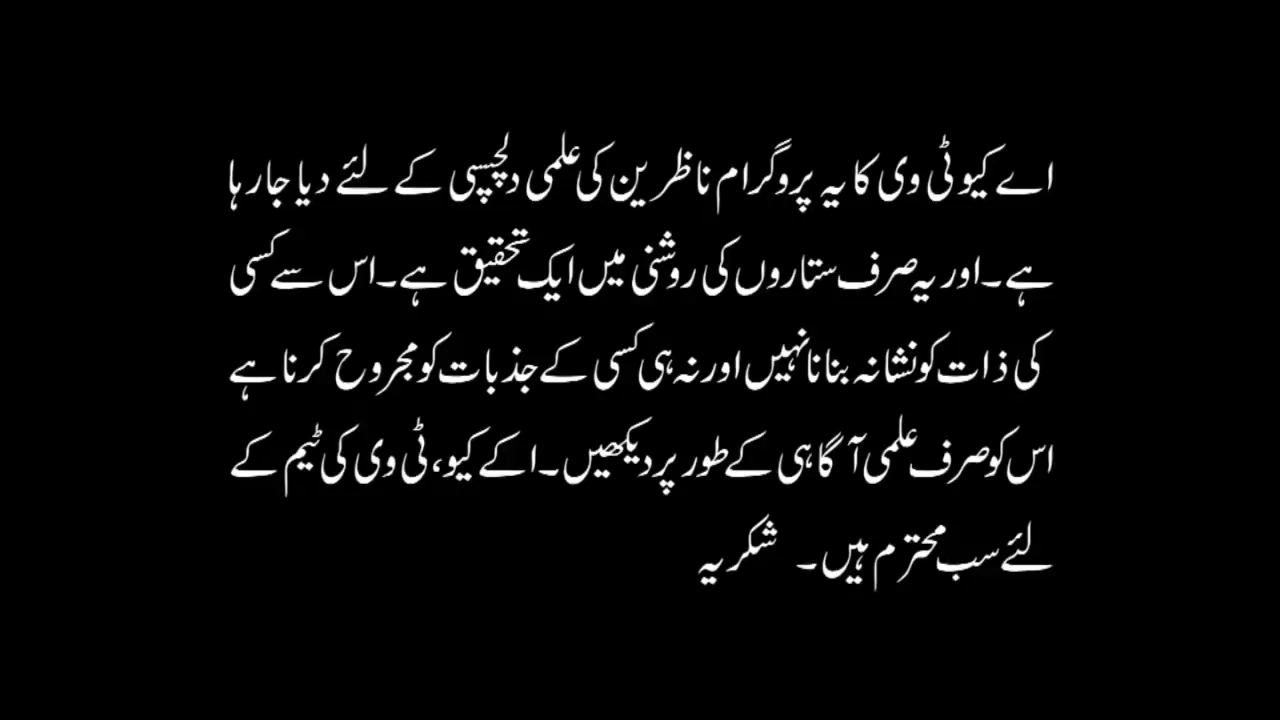 اے کیو ٹی وی کا یہ پروگرام ناظرین کی علمی دلچسپی کے لئے دیا جارہا
ہے۔ اور یہ صرف ستاروں کی روشنی میں ایک تحقیق ہے۔ اس سے کسی
کی ذات کو نشانہ بنانا نہیں اور نہ ہی کسی کے جذبات کو مجروح کرنا ہے
اس کو صرف علمی آگاہی کے طور پر دیکھیں۔ اکے کیو، ٹی وی کی ٹیم کے
لئے سب محترم ہیں۔ شکریہ